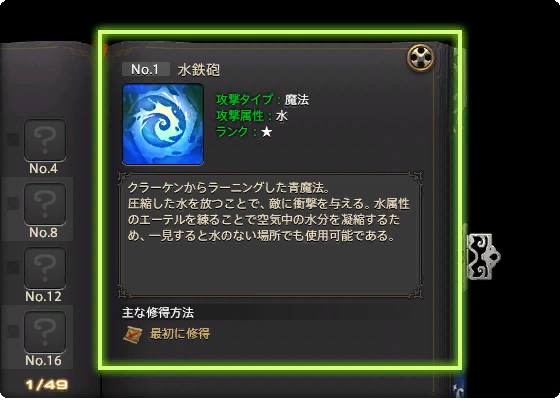 No.1 水鉄砲
攻撃タイプ：魔法
攻撃属性：水
ランク：★
クラーケンからラーニングした青魔法。
圧縮した水を放つことで、敵に衝撃を与える。水属性
のエーテルを練ることで空気中の水分を凝縮するた
め、一見すると水のない場所でも使用可能である。
主な修得方法
最初に修得
?
No.4
?
No.8
?
No.12
?
No.16
1/49